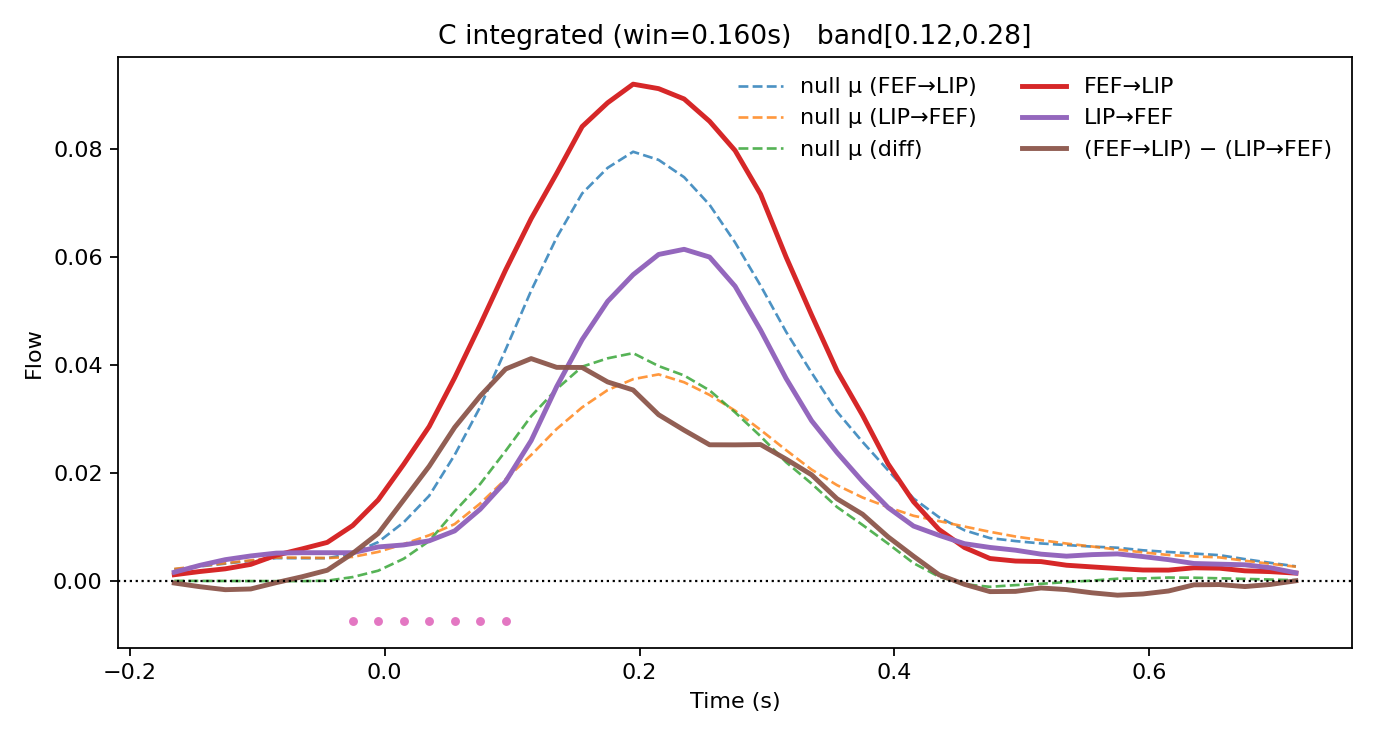 C integrated (win=0.160s)   band[0.12,0.28]
null μ (FEF→LIP)
null μ (LIP→FEF)
null μ (diff)
FEF→LIP
LIP→FEF
(FEF→LIP) − (LIP→FEF)
Flow
0.08
0.06
0.04
0.02
0.00
−0.2
0.0
0.2
0.4
0.6
Time (s)